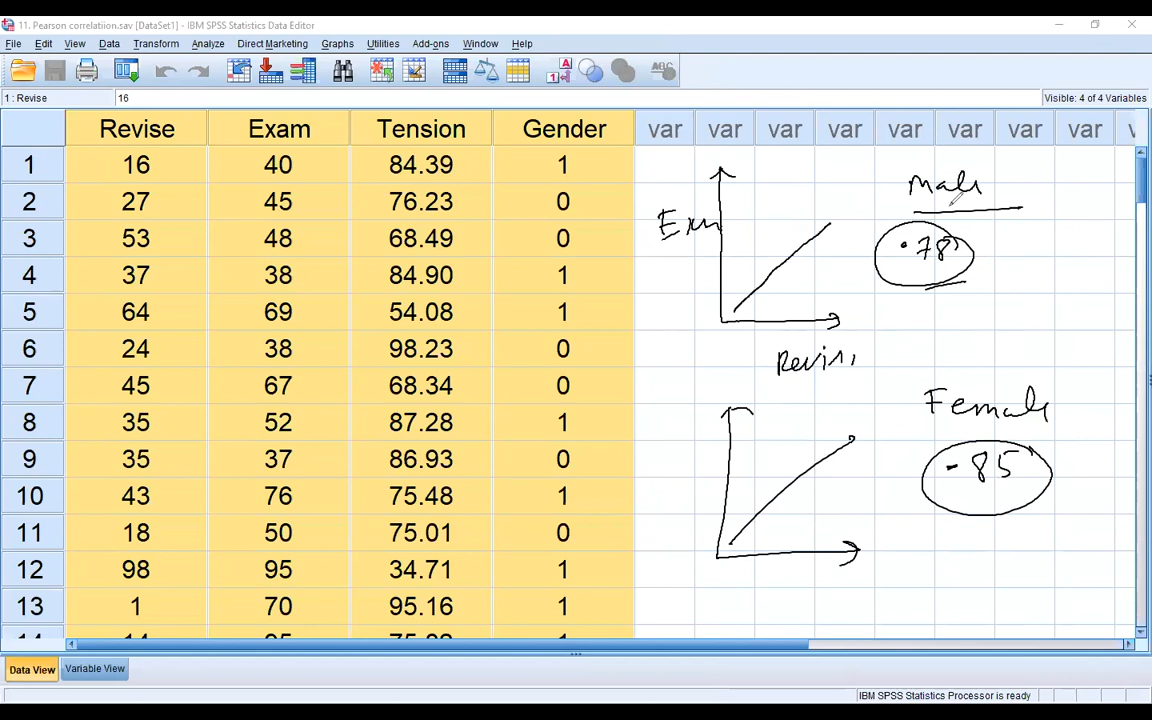 11. Pearson correlatiion.sav [DataSet1] - IBM SPSS Statistics Data Editor
File Edit View Data Transform Analyze Direct Marketing Graphs Utilities Add-ons Window Help
1 : Revise 16 Visible: 4 of 4 Variables
Revise Exam Tension Gender var var var var var var var var
1 16 40 84.39 1
2 27 45 76.23 0
3 53 48 68.49 0
4 37 38 84.90 1
5 64 69 54.08 1
6 24 38 98.23 0
7 45 67 68.34 0
8 35 52 87.28 1
9 35 37 86.93 0
10 43 76 75.48 1
11 18 50 75.01 0
12 98 95 34.71 1
13 1 70 95.16 1
Male
Exm
.78
Revis,
Female
-85
Data View Variable View
IBM SPSS Statistics Processor is ready